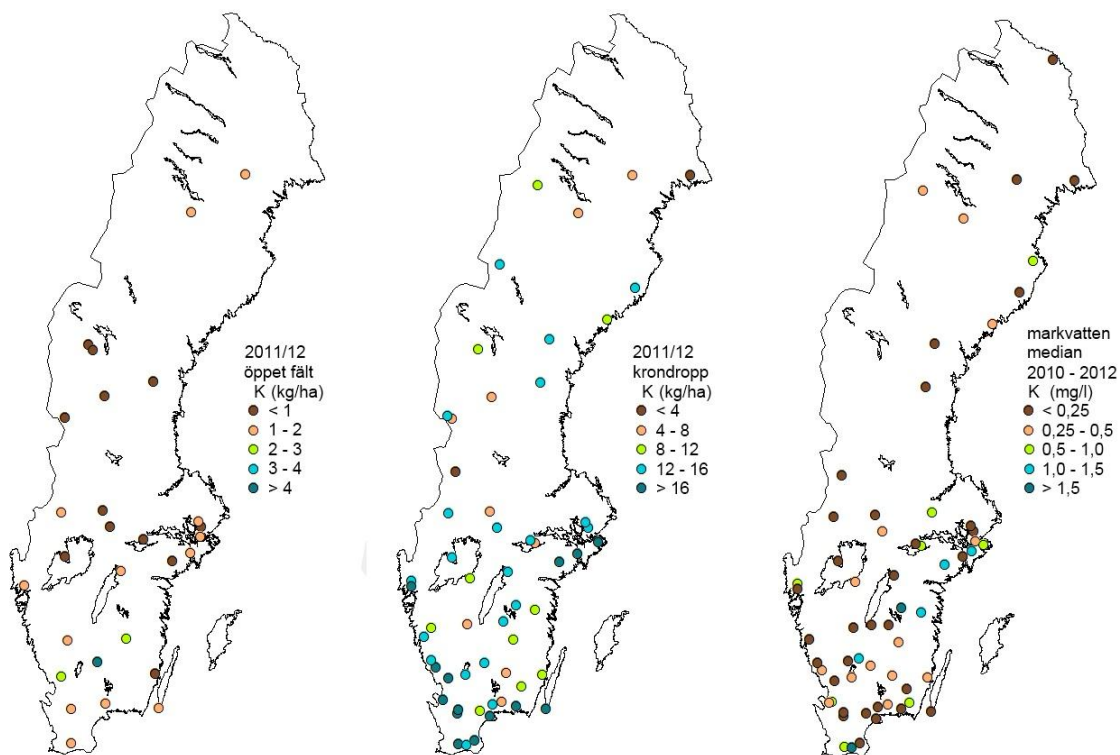 2011/12
öppet fält
K (kg/ha)
< 1
1 - 2
2 - 3
3 - 4
> 4
2011/12
krondropp
K (kg/ha)
< 4
4 - 8
8 - 12
12 - 16
> 16
markvatten
median
2010 - 2012
K (mg/l)
< 0,25
0,25 - 0,5
0,5 - 1,0
1,0 - 1,5
> 1,5